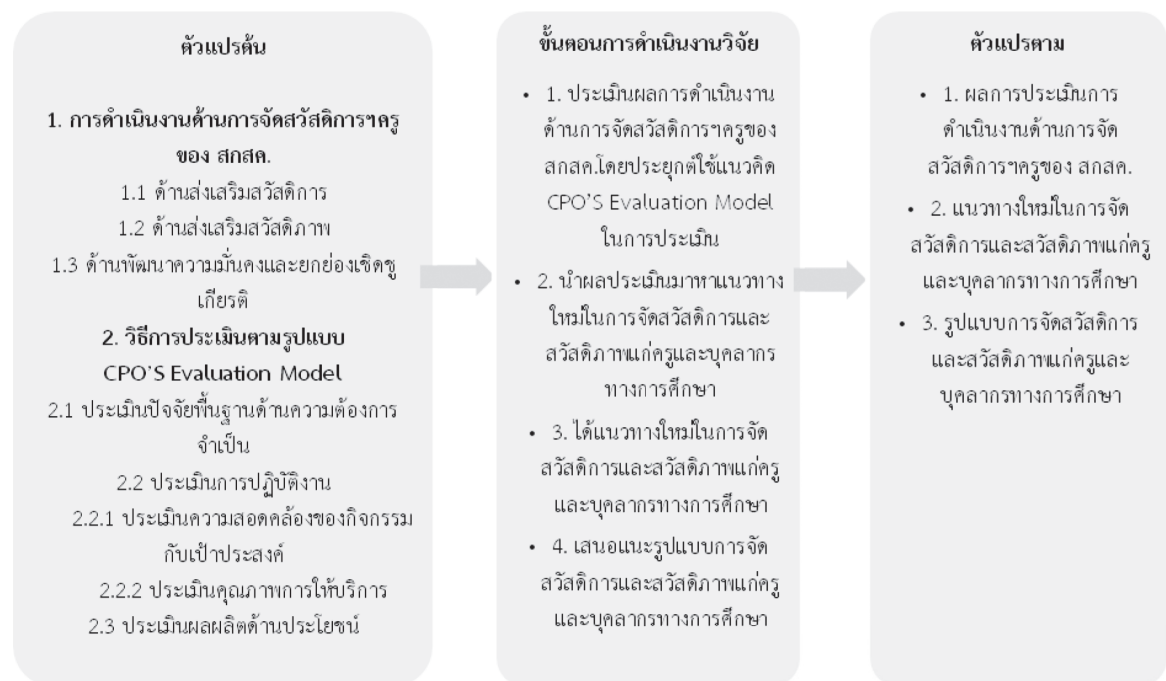 ตัวแปรต้น
1. การดำเนินงานด้านการจัดสวัสดิการฯครู
ของ สกสค.
1.1 ด้านส่งเสริมสวัสดิการ
1.2 ด้านส่งเสริมสวัสดิภาพ
1.3 ด้านพัฒนาความมั่นคงและยกย่องเชิดชู
เกียรติ
2. วิธีการประเมินตามรูปแบบ
CPO'S Evaluation Model
2.1 ประเมินปัจจัยพื้นฐานด้านความต้องการ
จำเป็น
2.2 ประเมินการปฏิบัติงาน
2.2.1 ประเมินความสอดคล้องของกิจกรรม
กับเป้าประสงค์
2.2.2 ประเมินคุณภาพการให้บริการ
2.3 ประเมินผลผลิตด้านประโยชน์
ขั้นตอนการดำเนินงานวิจัย
• 1. ประเมินผลการดำเนินงาน
ด้านการจัดสวัสดิการฯครูของ
สกสค.โดยประยุกต์ใช้แนวคิด
CPO'S Evaluation Model
ในการประเมิน
• 2. นำผลประเมินมาหาแนวทาง
ใหม่ในการจัดสวัสดิการและ
สวัสดิภาพแก่ครูและบุคลากร
ทางการศึกษา
• 3. ได้แนวทางใหม่ในการจัด
สวัสดิการและสวัสดิภาพแก่ครู
และบุคลากรทางการศึกษา
• 4. เสนอแนะรูปแบบการจัด
สวัสดิการและสวัสดิภาพแก่ครู
และบุคลากรทางการศึกษา
ตัวแปรตาม
• 1. ผลการประเมินการ
ดำเนินงานด้านการจัด
สวัสดิการฯครูของ สกสค.
• 2. แนวทางใหม่ในการจัด
สวัสดิการและสวัสดิภาพแก่ครู
และบุคลากรทางการศึกษา
• 3. รูปแบบการจัดสวัสดิการ
และสวัสดิภาพแก่ครูและ
บุคลากรทางการศึกษา